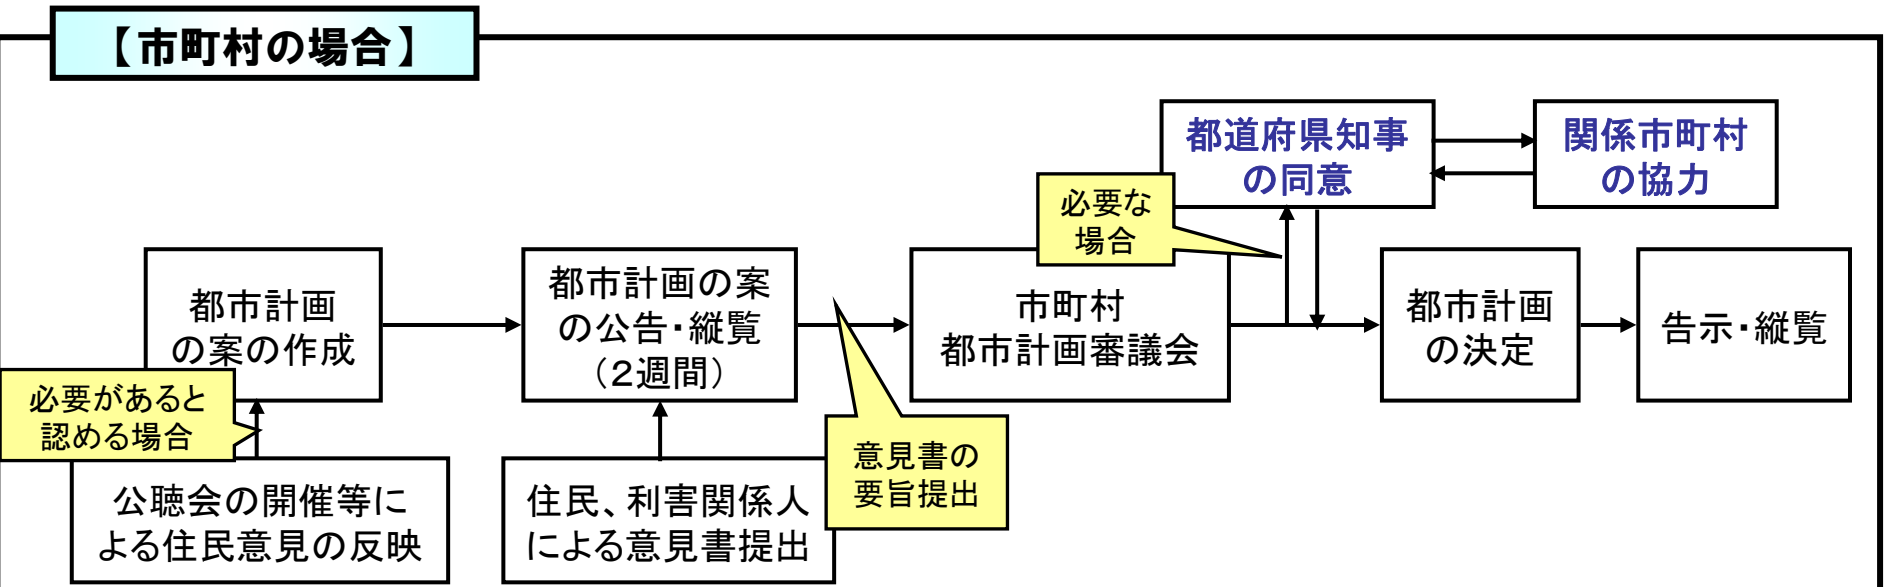 【市町村の場合】
都道府県知事
の同意
関係市町村
の協力
必要な
場合
都市計画
の案の作成
都市計画の案
の公告・縦覧
（２週間）
市町村
都市計画審議会
都市計画
の決定
告示・縦覧
必要があると
認める場合
公聴会の開催等に
よる住民意見の反映
住民、利害関係人
による意見書提出
意見書の
要旨提出